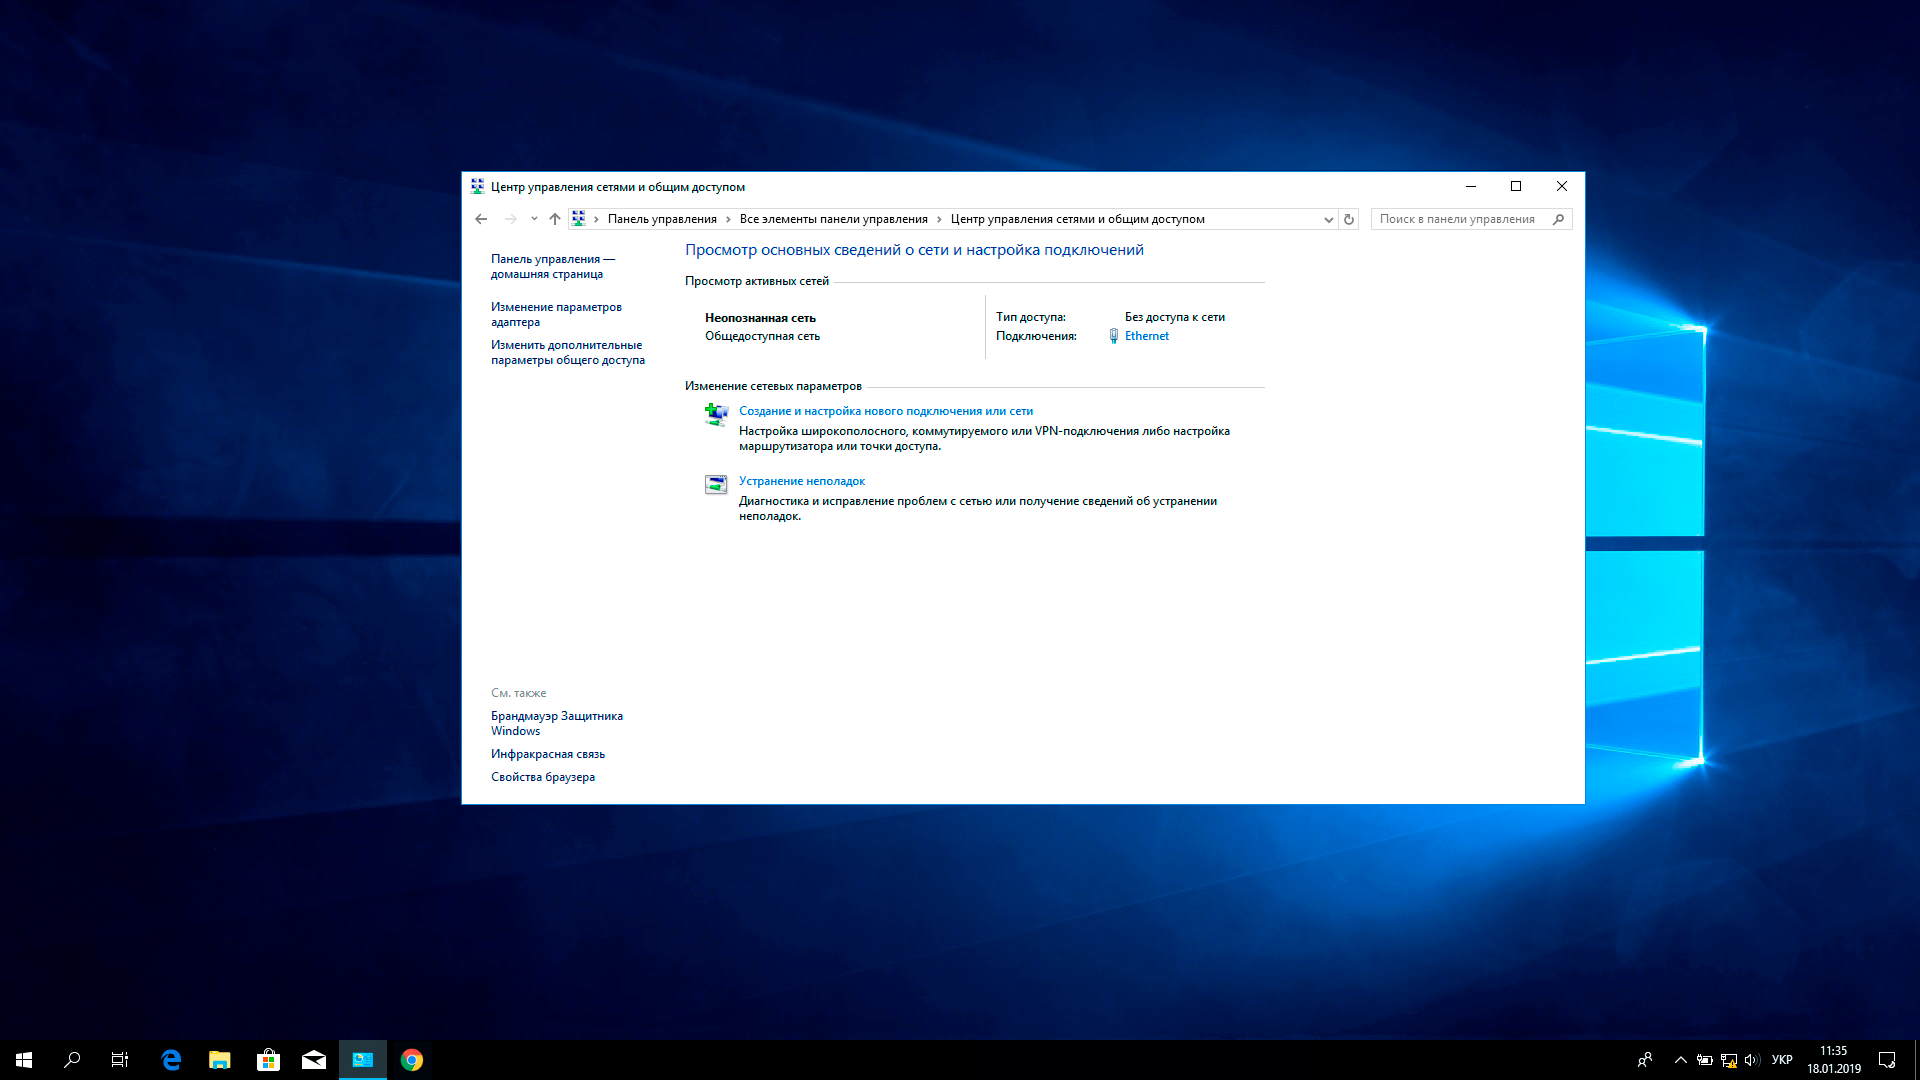 Центр управления сетями и общим доступом
Панель управления
Все элементы панели управления
Центр управления сетями и общим доступом
Поиск в панели управления
Панель управления —
домашняя страница
Изменение параметров
адаптера
Изменить дополнительные
параметры общего доступа
Просмотр основных сведений о сети и настройка подключений
Просмотр активных сетей
Неопознанная сеть
Общедоступная сеть
Тип доступа: Без доступа к сети
Подключения: Ethernet
Изменение сетевых параметров
Создание и настройка нового подключения или сети
Настройка широкополосного, коммутируемого или VPN-подключения либо настройка
маршрутизатора или точки доступа.
Устранение неполадок
Диагностика и исправление проблем с сетью или получение сведений об устранении
неполадок.
См. также
Брандмауэр Защитника
Windows
Инфракрасная связь
Свойства браузера
УКР
11:35
18.01.2019